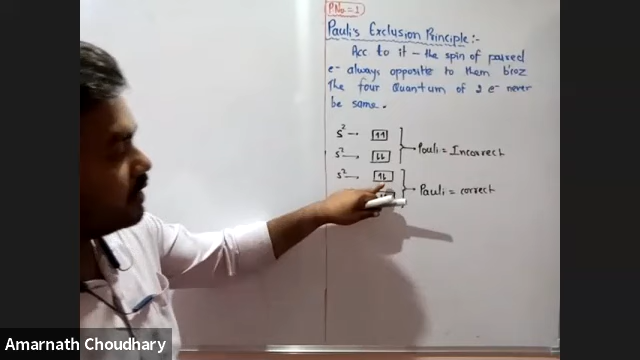 P.No = 1
Pauli's Exclusion Principle :-
Acc to it - the spin of paired
e- always opposite to them b'coz
The four Quantum of 2 e- never
be same.
s² → ↿↿
s² → ⇂⇂ Pauli = Incorrect
s² → ↿⇂
Pauli = correct
Amarnath Choudhary